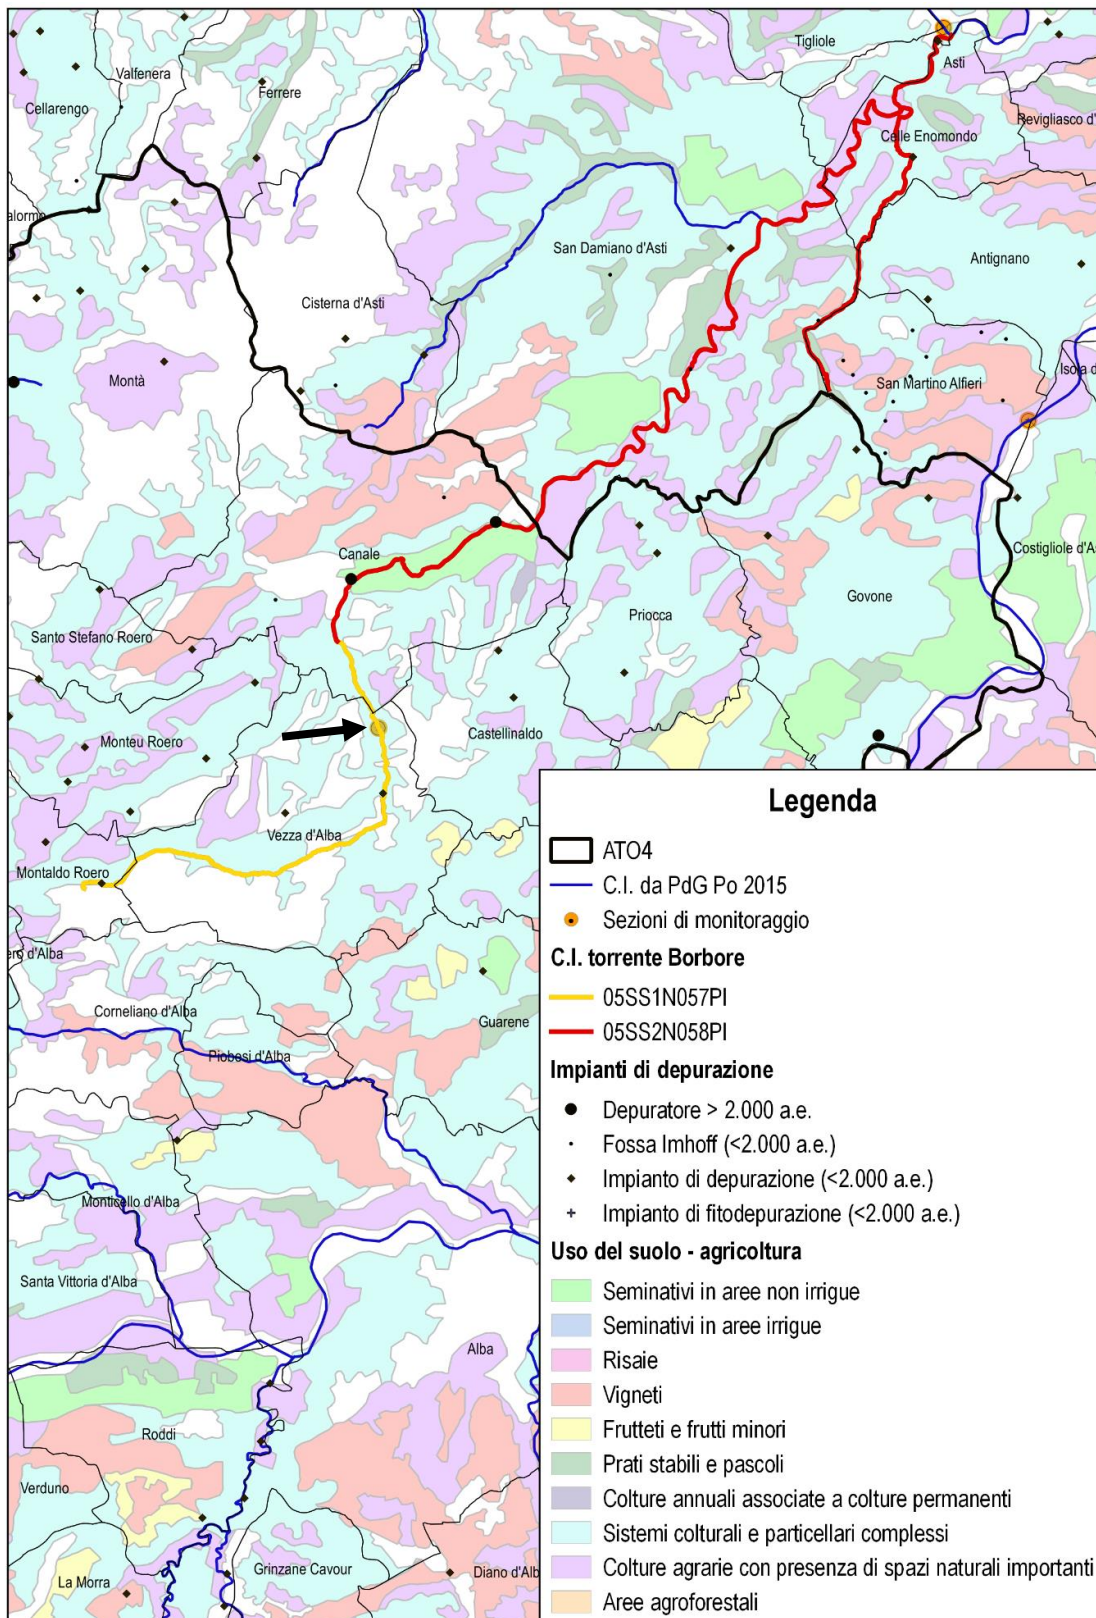 Tigliole
Asti
Valfenera
Ferrere
Cellarengo
Revigliasco d'
Celle Enomondo
San Damiano d'Asti
Antignano
Cisterna d'Asti
Montà
San Martino Alfieri
Isola d
Canale
Costigliole d'As
Govone
Priocca
Santo Stefano Roero
Castellinaldo
Monteu Roero
Vezza d'Alba
Montaldo Roero
ero d'Alba
Corneliano d'Alba
Guarene
Piobesi d'Alba
Monticello d'Alba
Santa Vittoria d'Alba
Alba
Roddi
Verduno
La Morra
Grinzane Cavour
Diano d'Alb
Legenda
ATO4
C.I. da PdG Po 2015
Sezioni di monitoraggio
C.I. torrente Borbore
05SS1N057PI
05SS2N058PI
Impianti di depurazione
Depuratore > 2.000 a.e.
Fossa Imhoff (<2.000 a.e.)
Impianto di depurazione (<2.000 a.e.)
Impianto di fitodepurazione (<2.000 a.e.)
Uso del suolo - agricoltura
Seminativi in aree non irrigue
Seminativi in aree irrigue
Risaie
Vigneti
Frutteti e frutti minori
Prati stabili e pascoli
Colture annuali associate a colture permanenti
Sistemi colturali e particellari complessi
Colture agrarie con presenza di spazi naturali importanti
Aree agroforestali